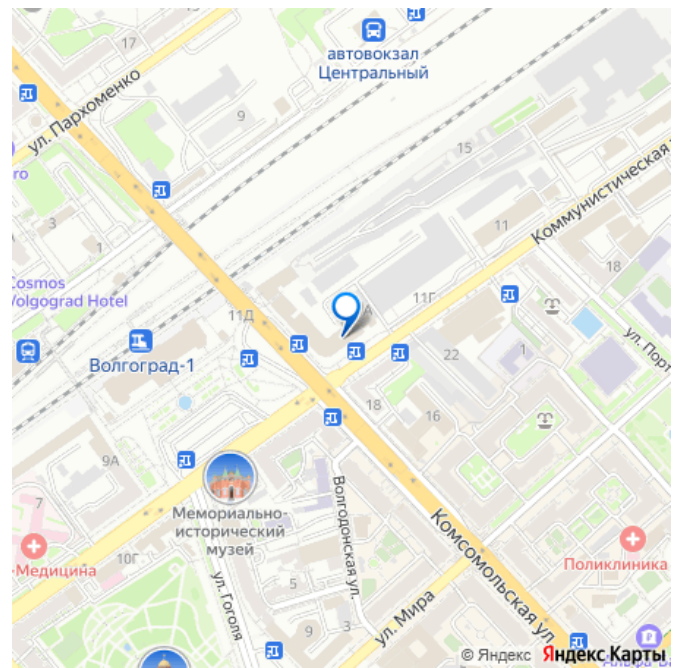 17
автовокзал
Центральный
ул. Пархоменко
9
15
Коммунистическая
3
1
11
18
Cosmos
Volgograd Hotel
11Д
11Г
ул. Порт
Волгоград-1
22
1
18
16
9А
7
Мемориально-
исторический
музей
Волгодонская ул.
Комсомольская ул.
-Медицина
10Г
ул. Гоголя
5
9
3
ул. Мира
Поликлиника
© Яндекс Яндекс Карты